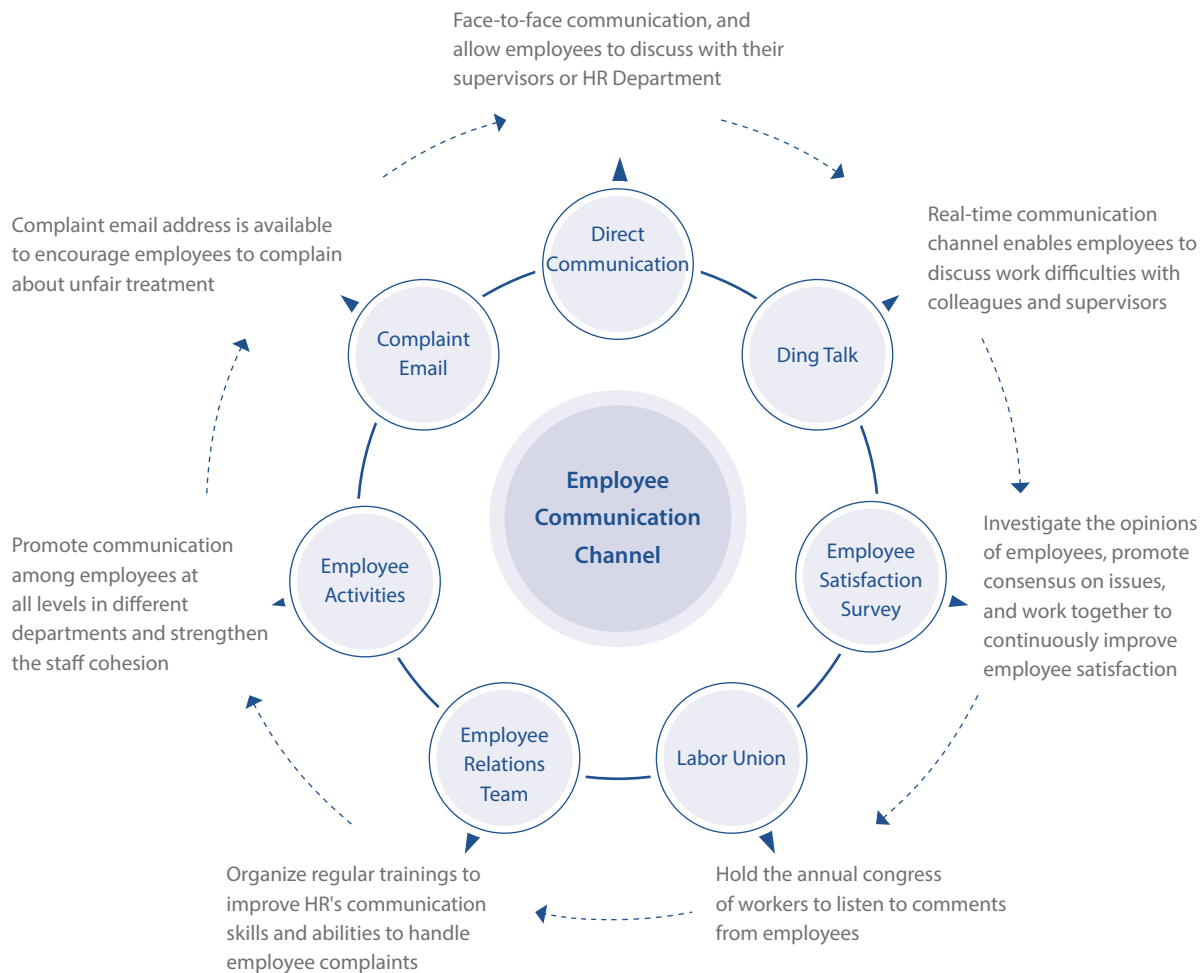 Face-to-face communication, and
allow employees to discuss with their
supervisors or HR Department
Direct
Communication
Real-time communication
channel enables employees to
discuss work difficulties with
colleagues and supervisors
Ding Talk
Investigate the opinions
of employees, promote
consensus on issues,
and work together to
continuously improve
employee satisfaction
Employee
Satisfaction
Survey
Hold the annual congress
of workers to listen to comments
from employees
Labor Union
Organize regular trainings to
improve HR's communication
skills and abilities to handle
employee complaints
Employee
Relations
Team
Promote communication
among employees at
all levels in different
departments and strengthen
the staff cohesion
Employee
Activities
Complaint email address is available
to encourage employees to complain
about unfair treatment
Complaint
Email
Employee
Communication
Channel